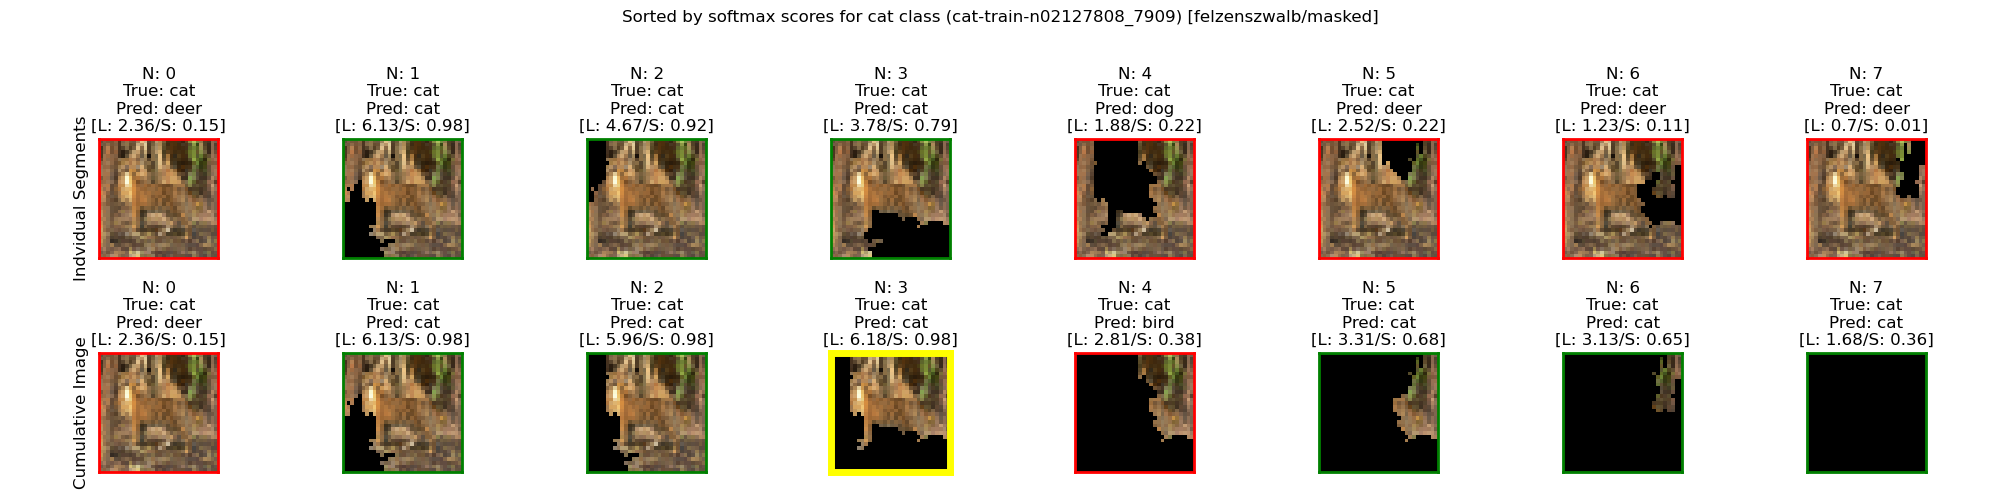 Sorted by softmax scores for cat class (cat-train-n02127808_7909) [felzenszwalb/masked]
Indvidual Segments
N: 0
True: cat
Pred: deer
[L: 2.36/S: 0.15]
N: 1
True: cat
Pred: cat
[L: 6.13/S: 0.98]
N: 2
True: cat
Pred: cat
[L: 4.67/S: 0.92]
N: 3
True: cat
Pred: cat
[L: 3.78/S: 0.79]
N: 4
True: cat
Pred: dog
[L: 1.88/S: 0.22]
N: 5
True: cat
Pred: deer
[L: 2.52/S: 0.22]
N: 6
True: cat
Pred: deer
[L: 1.23/S: 0.11]
N: 7
True: cat
Pred: deer
[L: 0.7/S: 0.01]
Cumulative Image
N: 0
True: cat
Pred: deer
[L: 2.36/S: 0.15]
N: 1
True: cat
Pred: cat
[L: 6.13/S: 0.98]
N: 2
True: cat
Pred: cat
[L: 5.96/S: 0.98]
N: 3
True: cat
Pred: cat
[L: 6.18/S: 0.98]
N: 4
True: cat
Pred: bird
[L: 2.81/S: 0.38]
N: 5
True: cat
Pred: cat
[L: 3.31/S: 0.68]
N: 6
True: cat
Pred: cat
[L: 3.13/S: 0.65]
N: 7
True: cat
Pred: cat
[L: 1.68/S: 0.36]